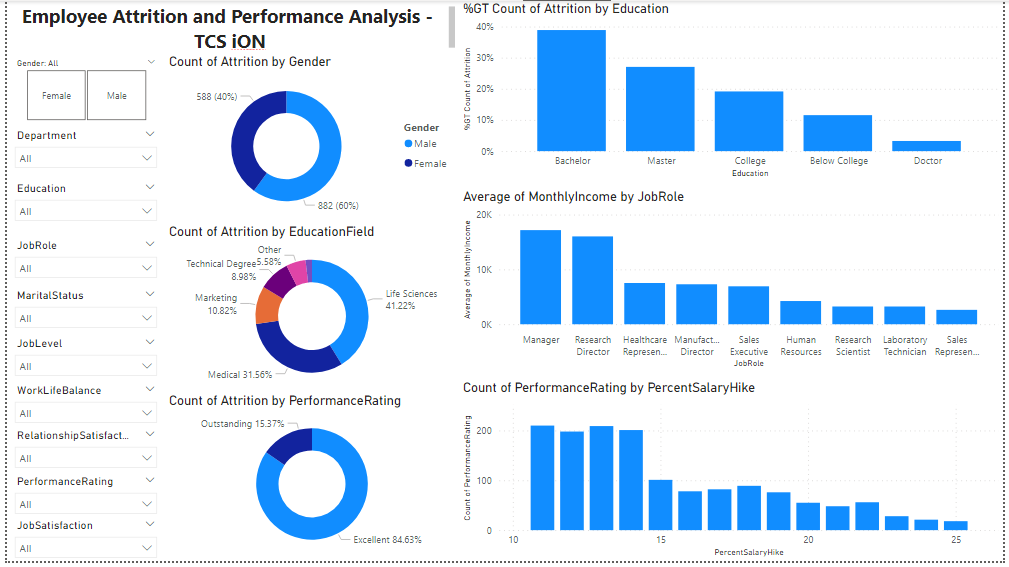 Employee Attrition and Performance Analysis -
TCS iON
Gender: All
Female
Male
Department
All
Education
All
JobRole
All
MaritalStatus
All
JobLevel
All
WorkLifeBalance
All
RelationshipSatisfact...
All
PerformanceRating
All
JobSatisfaction
All
Count of Attrition by Gender
588 (40%)
882 (60%)
Gender
Male
Female
Count of Attrition by EducationField
Other
5.58%
Technical Degree
8.98%
Marketing
10.82%
Life Sciences
41.22%
Medical 31.56%
Count of Attrition by PerformanceRating
Outstanding 15.37%
Excellent 84.63%
%GT Count of Attrition by Education
%GT Count of Attrition
40%
30%
20%
10%
0%
Bachelor
Master
College
Below College
Doctor
Education
Average of MonthlyIncome by JobRole
Average of MonthlyIncome
20K
10K
0K
Manager
Research
Director
Healthcare
Represen...
Manufact...
Director
Sales
Executive
Human
Resources
Research
Scientist
Laboratory
Technician
Sales
Represen...
JobRole
Count of PerformanceRating by PercentSalaryHike
Count of PerformanceRating
200
100
0
10
15
20
25
PercentSalaryHike